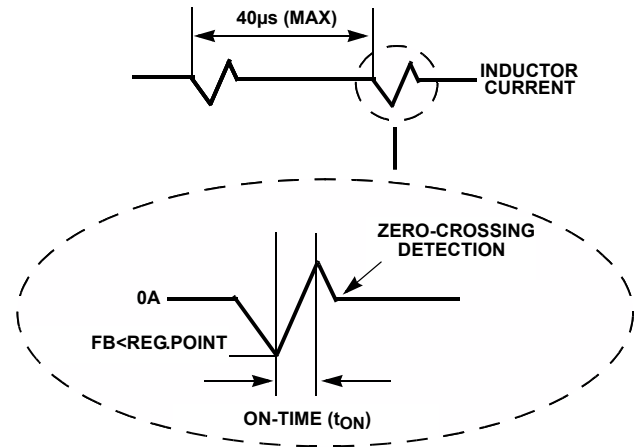 40µs (MAX)
INDUCTOR
CURRENT
ZERO-CROSSING
DETECTION
0A
FB<REG.POINT
ON-TIME (tON)